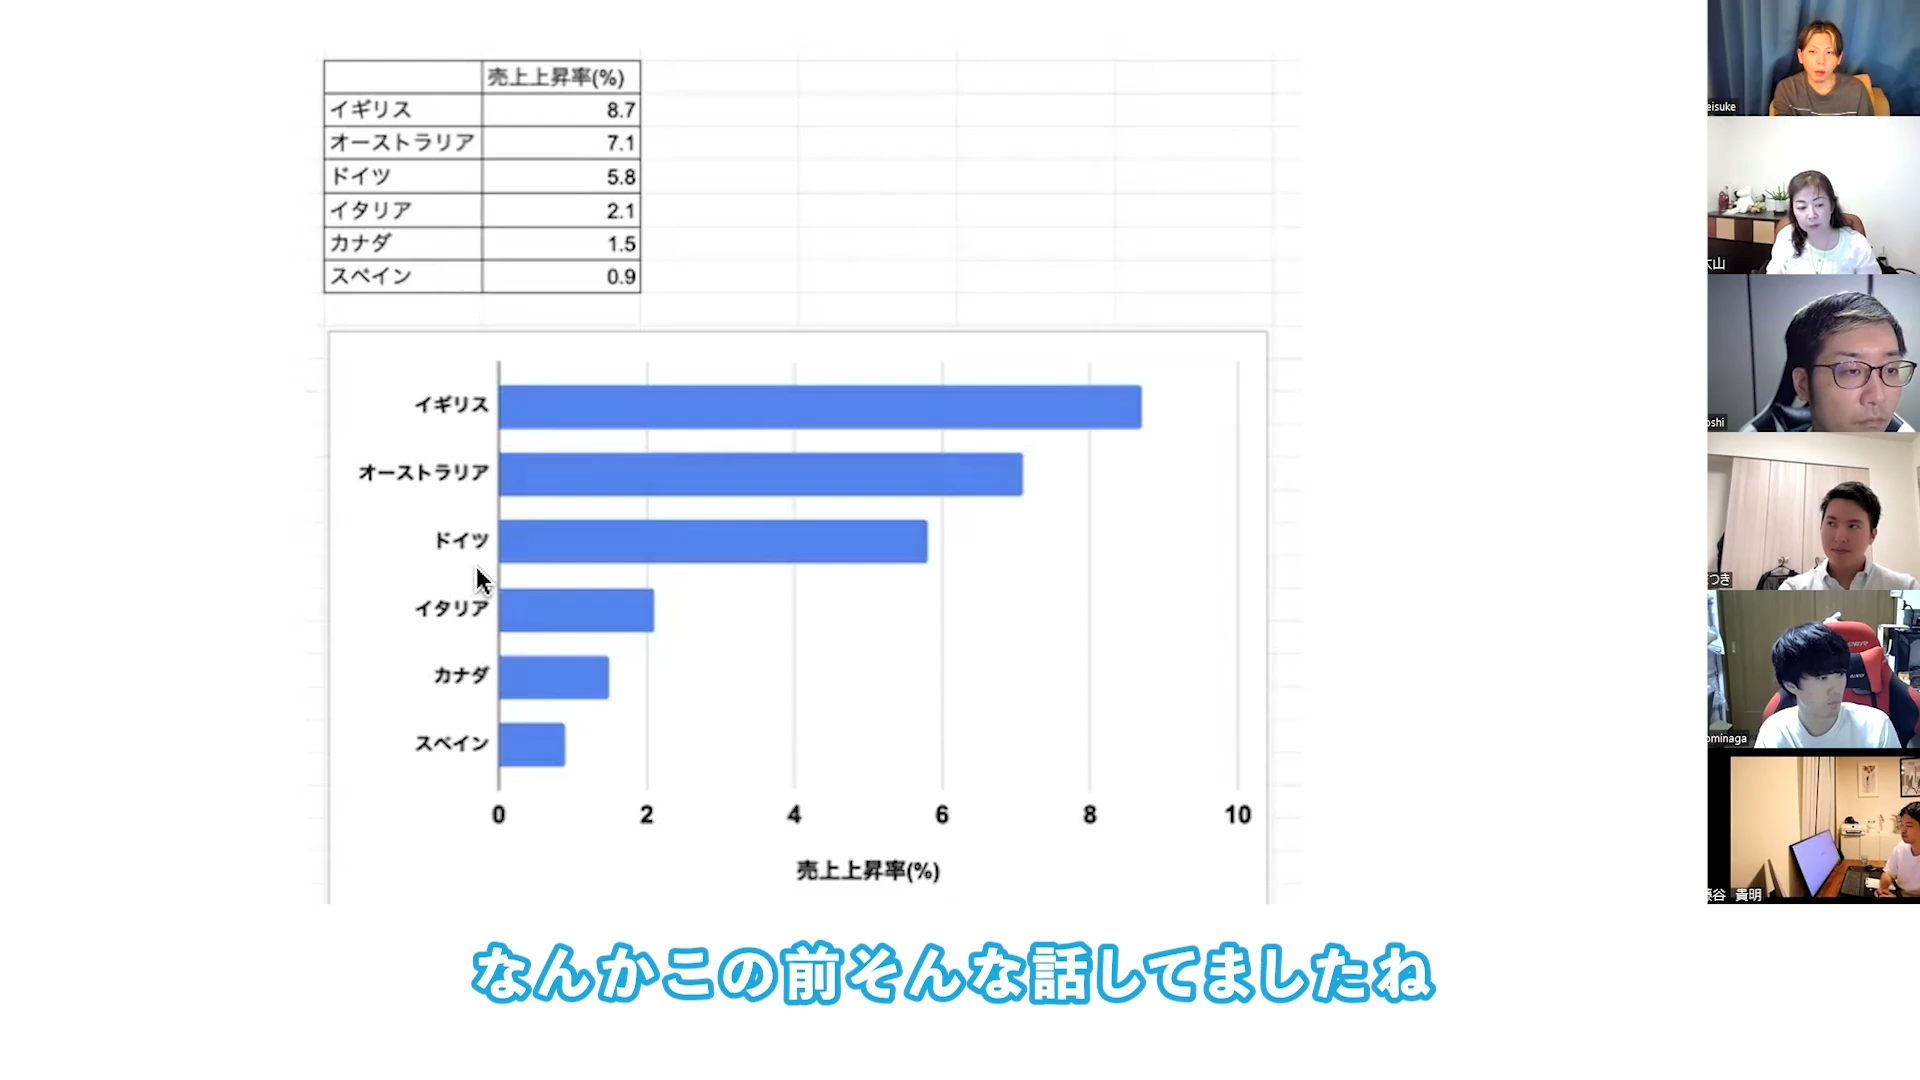 売上上昇率(%)
イギリス 8.7
オーストラリア 7.1
ドイツ 5.8
イタリア 2.1
カナダ 1.5
スペイン 0.9
イギリス
オーストラリア
ドイツ
イタリア
カナダ
スペイン
0 2 4 6 8 10
売上上昇率(%)
なんかこの前そんな話してましたね
eisuke
大山
oshi
つき
ominaga
谷 貴明